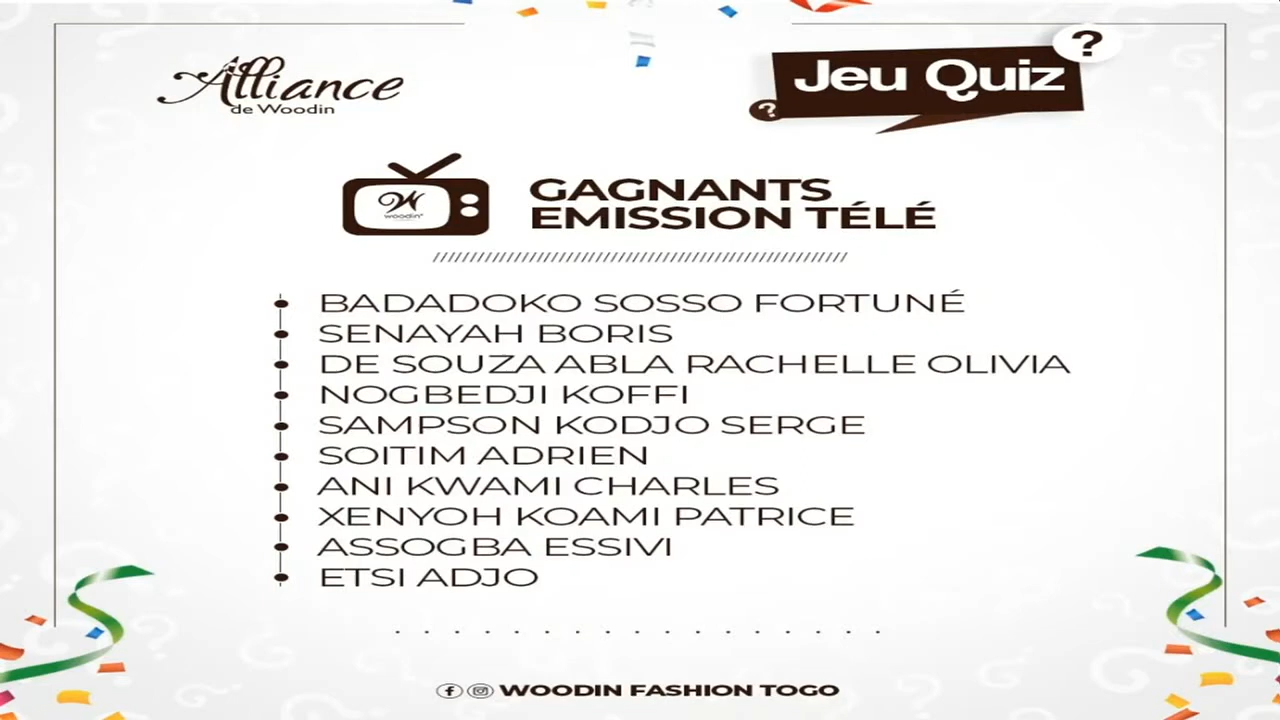 Alliance
de Woodin
?
Jeu Quiz
?
W
woodin
GAGNANTS
EMISSION TÉLÉ
BADADOKO SOSSO FORTUNÉ
SENAYAH BORIS
DE SOUZA ABLA RACHELLE OLIVIA
NOGBEDJI KOFFI
SAMPSON KODJO SERGE
SOITIM ADRIEN
ANI KWAMI CHARLES
XENYOH KOAMI PATRICE
ASSOGBA ESSIVI
ETSI ADJO
WOODIN FASHION TOGO